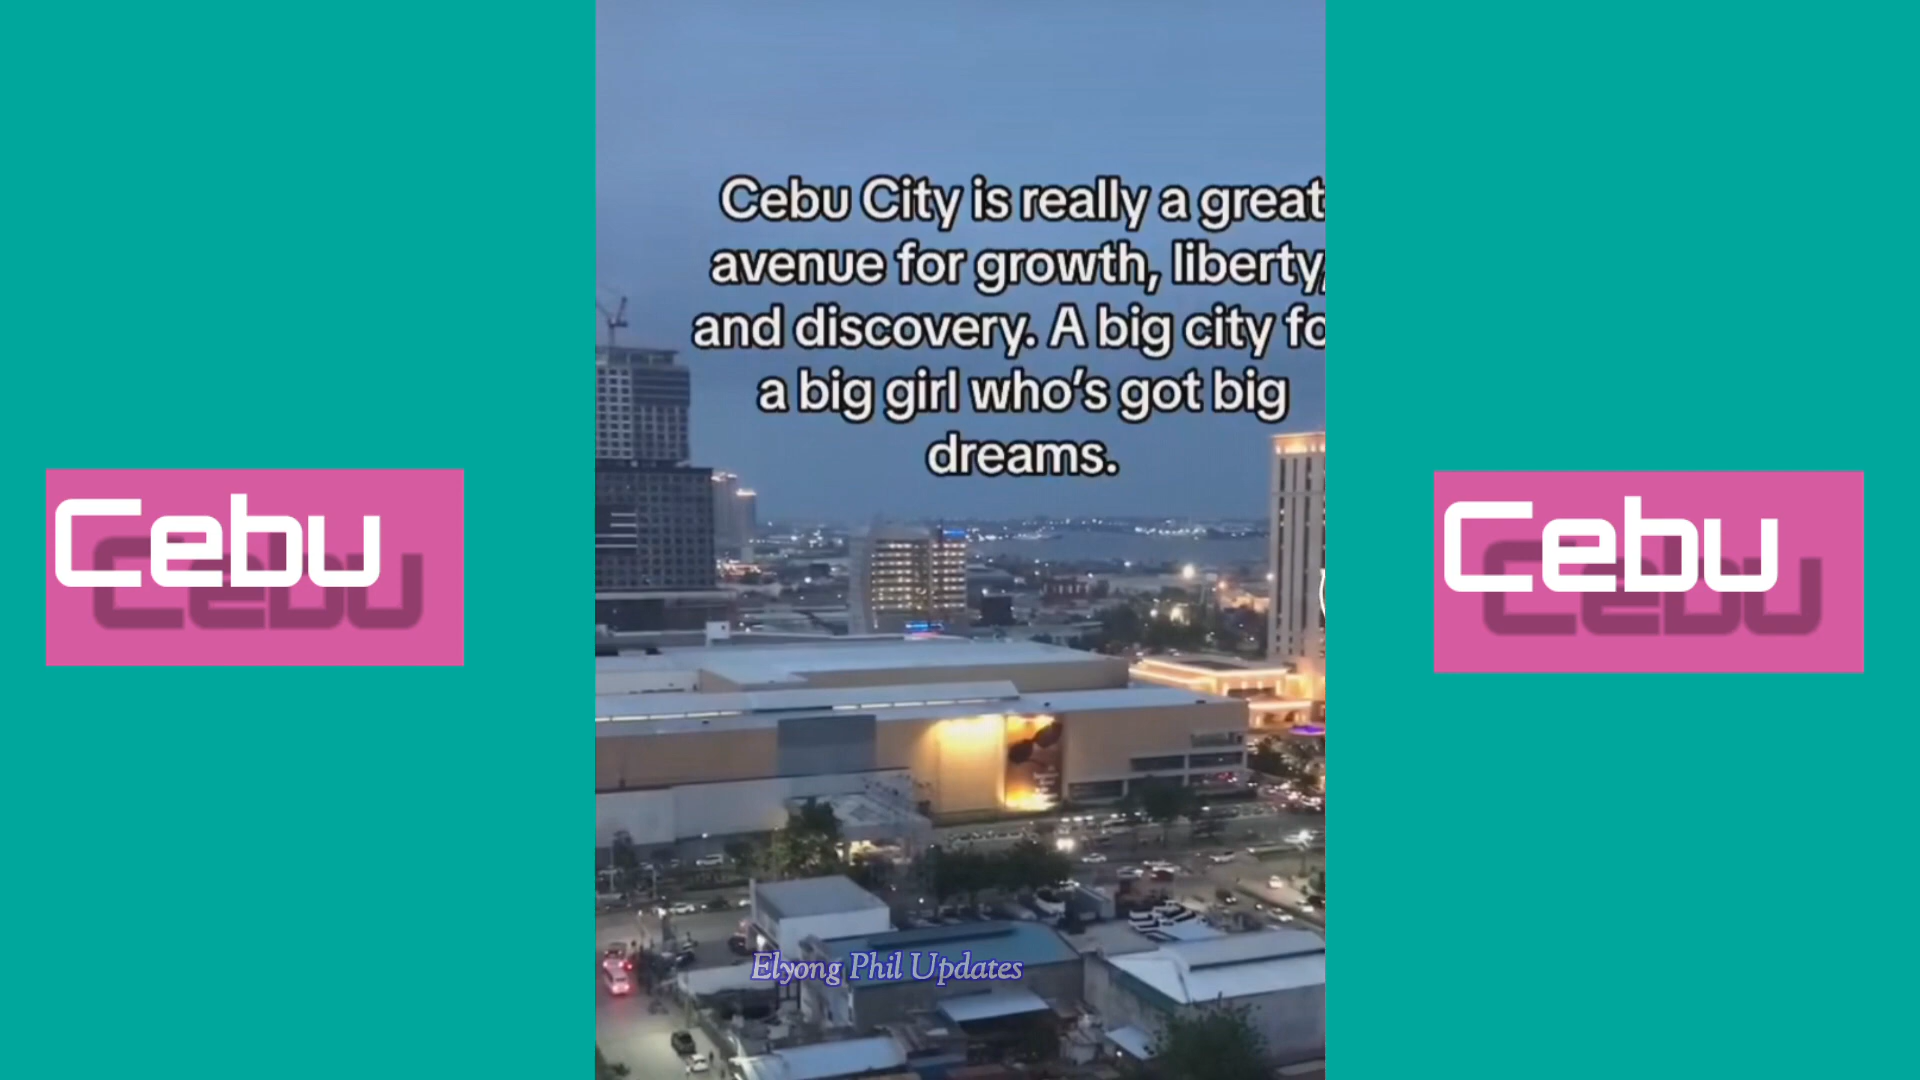 Cebu City is really a great
avenue for growth, liberty,
and discovery. A big city fo
a big girl who's got big
dreams.
Cebu
Cebu
Elyong Phil Updates